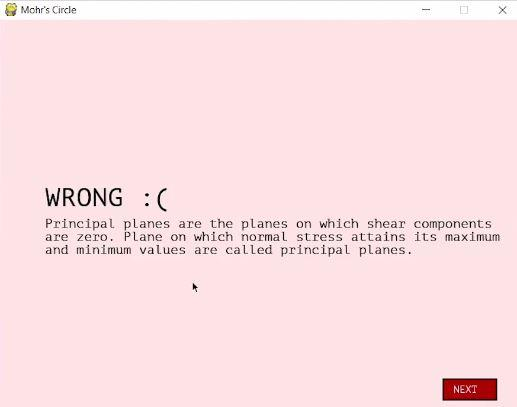 Mohr's Circle
WRONG :(
Principal planes are the planes on which shear components
are zero. Plane on which normal stress attains its maximum
and minimum values are called principal planes.
NEXT